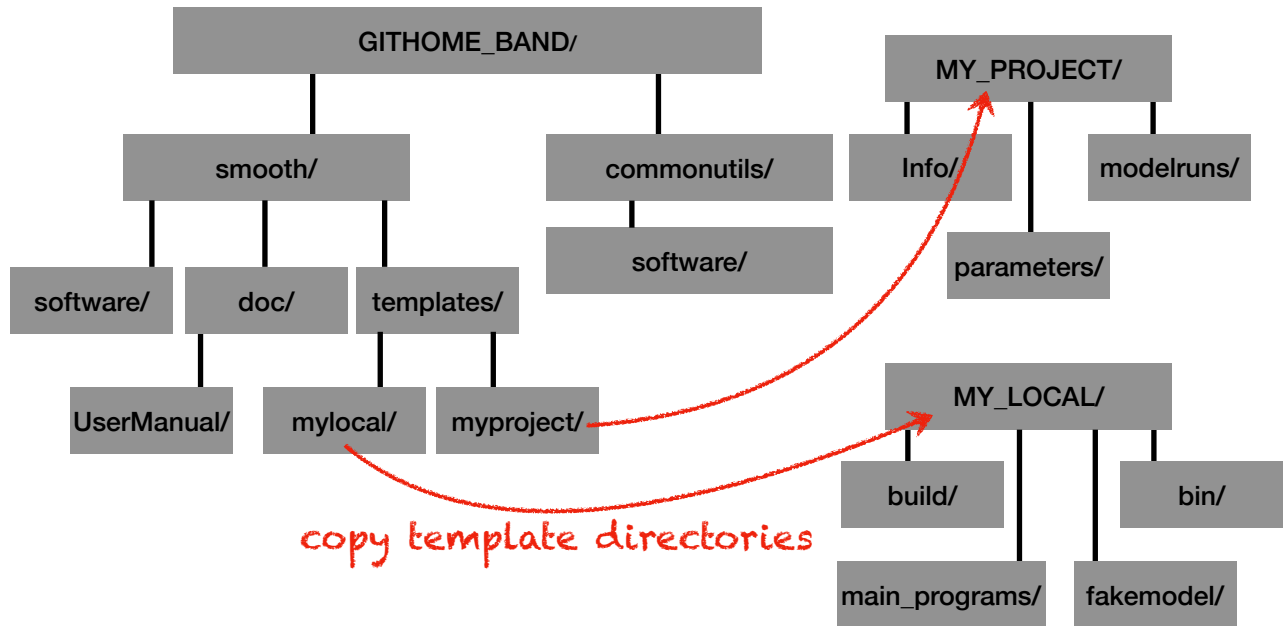 GITHOME_BAND/
smooth/
commonutils/
software/
doc/
templates/
software/
UserManual/
mylocal/
myproject/
MY_PROJECT/
Info/
modelruns/
parameters/
MY_LOCAL/
build/
bin/
main_programs/
fakemodel/
copy template directories